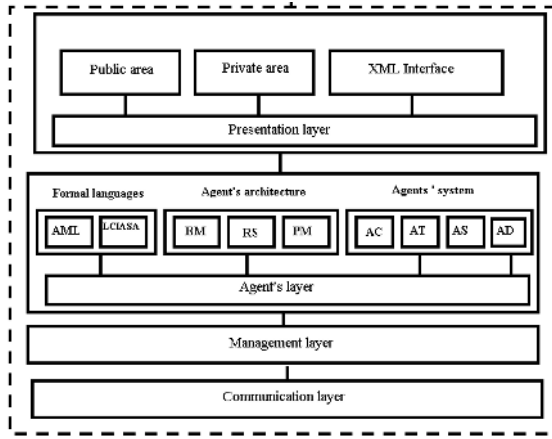 Public area
Private area
XML Interface
Presentation layer
Formal languages
Agent's architecture
Agents ' system
AML
LCIASA
BM
RS
PM
AC
AT
AS
AD
Agent's layer
Management layer
Communication layer